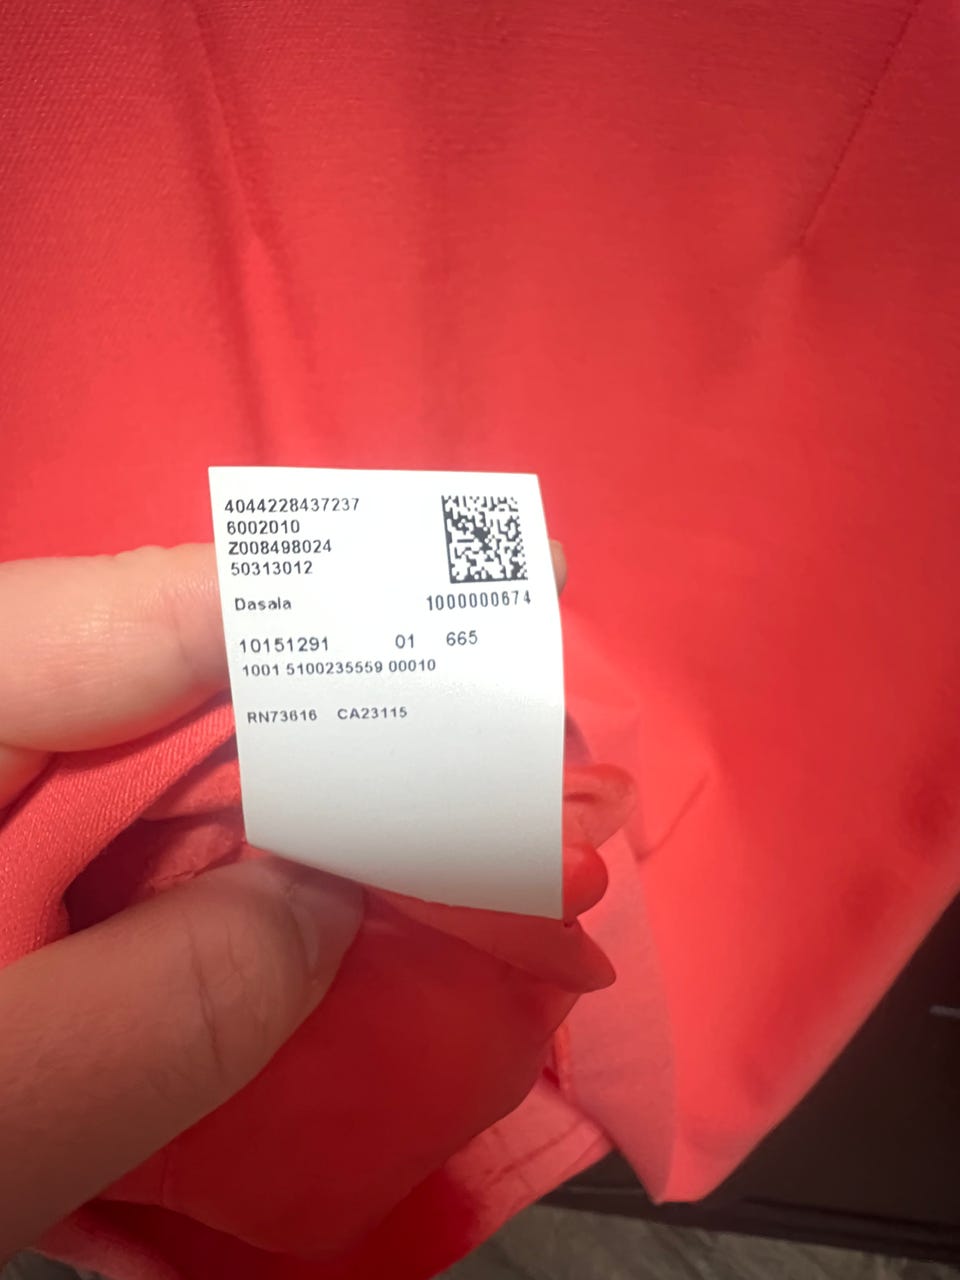 4044228437237
6002010
Z008498024
50313012
Dasala 1000000674
10151291 01 665
1001 5100235559 00010
RN73616 CA23115